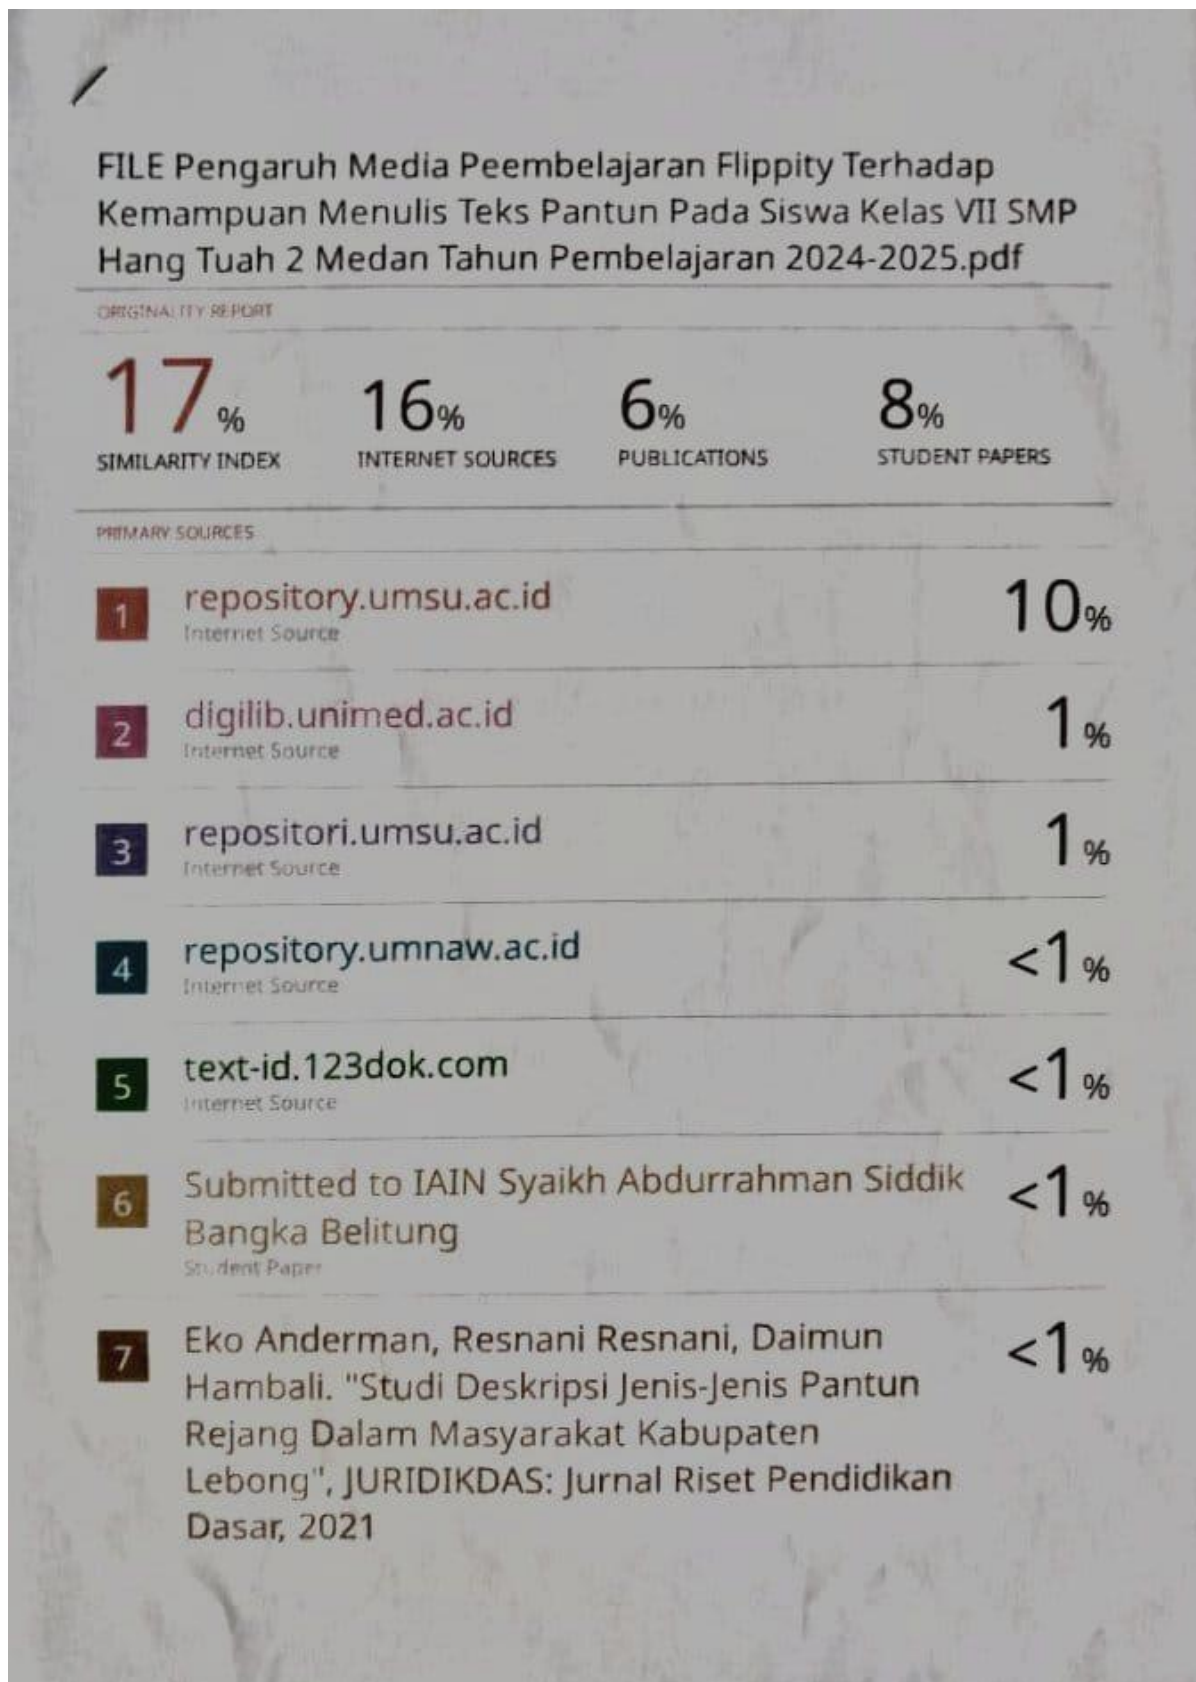 FILE Pengaruh Media Peembelajaran Flippity Terhadap
Kemampuan Menulis Teks Pantun Pada Siswa Kelas VII SMP
Hang Tuah 2 Medan Tahun Pembelajaran 2024-2025.pdf
ORIGINALITY REPORT
17% 16% 6% 8%
SIMILARITY INDEX INTERNET SOURCES PUBLICATIONS STUDENT PAPERS
PRIMARY SOURCES
1 repository.umsu.ac.id 10%
Internet Source
2 digilib.unimed.ac.id 1%
Internet Source
3 repositori.umsu.ac.id 1%
Internet Source
4 repository.umnaw.ac.id <1%
Internet Source
5 text-id.123dok.com <1%
Internet Source
6 Submitted to IAIN Syaikh Abdurrahman Siddik <1%
Bangka Belitung
Student Paper
7 Eko Anderman, Resnani Resnani, Daimun <1%
Hambali. "Studi Deskripsi Jenis-Jenis Pantun
Rejang Dalam Masyarakat Kabupaten
Lebong", JURIDIKDAS: Jurnal Riset Pendidikan
Dasar, 2021